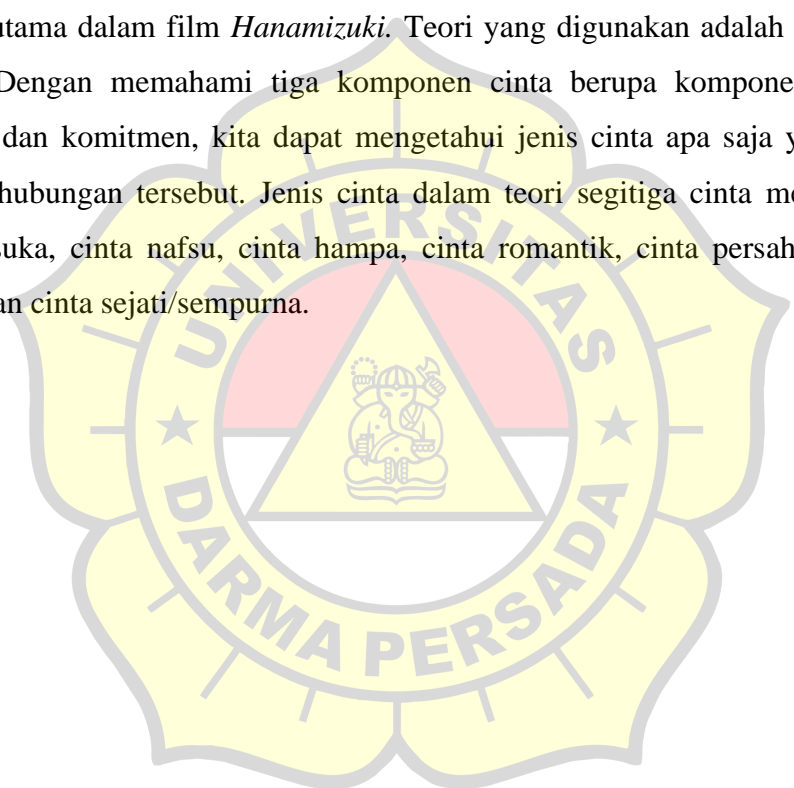 utama dalam film Hanamizuki. Teori yang digunakan adalah
Dengan memahami tiga komponen cinta berupa kompone
dan komitmen, kita dapat mengetahui jenis cinta apa saja y
hubungan tersebut. Jenis cinta dalam teori segitiga cinta me
suka, cinta nafsu, cinta hampa, cinta romantik, cinta persah
an cinta sejati/sempurna.
UNIVERSITAS
DARMA PERSADA